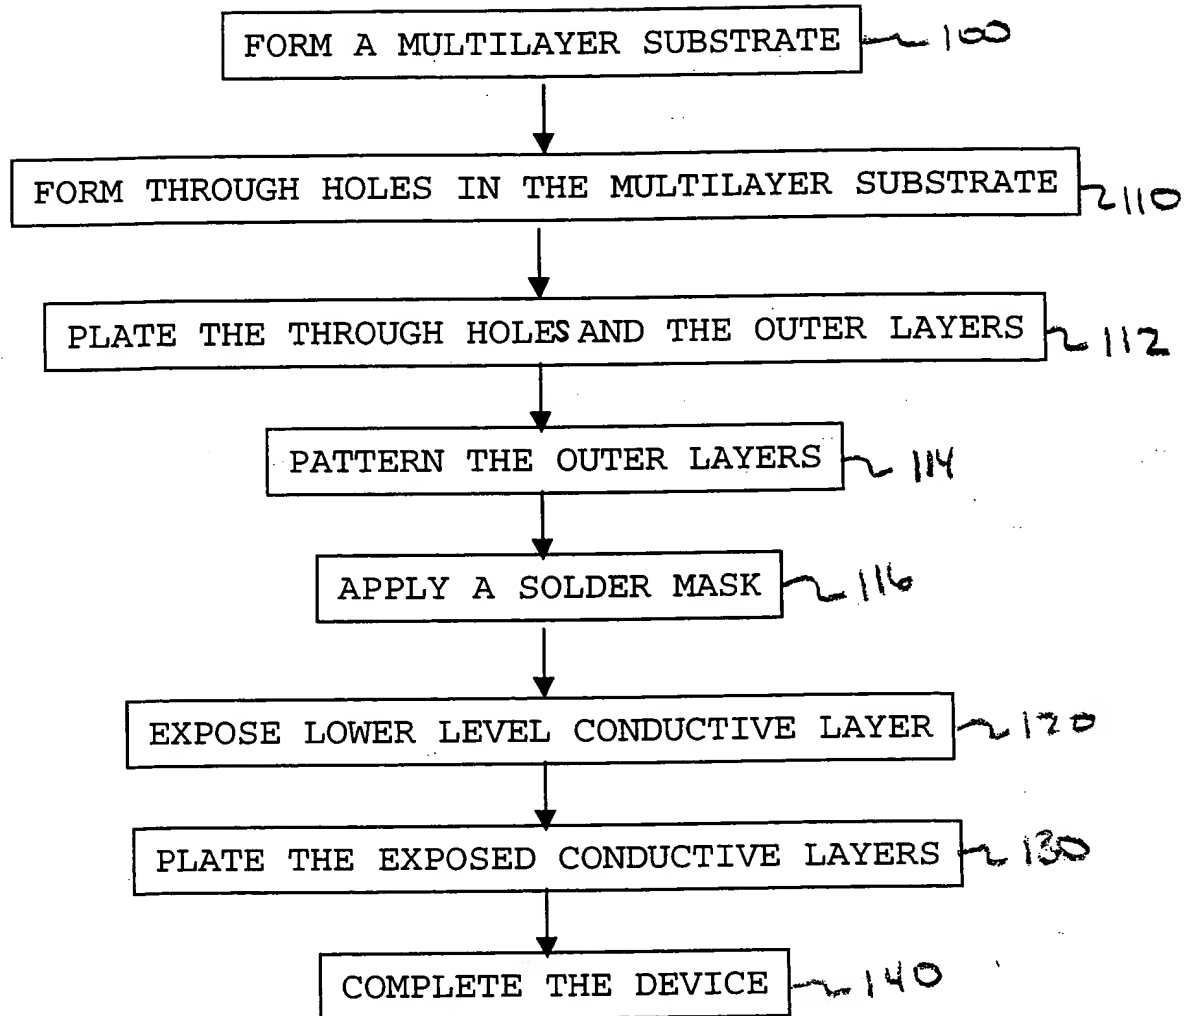 FORM A MULTILAYER SUBSTRATE 100
FORM THROUGH HOLES IN THE MULTILAYER SUBSTRATE 110
PLATE THE THROUGH HOLES AND THE OUTER LAYERS 112
PATTERN THE OUTER LAYERS 114
APPLY A SOLDER MASK 116
EXPOSE LOWER LEVEL CONDUCTIVE LAYER 120
PLATE THE EXPOSED CONDUCTIVE LAYERS 130
COMPLETE THE DEVICE 140